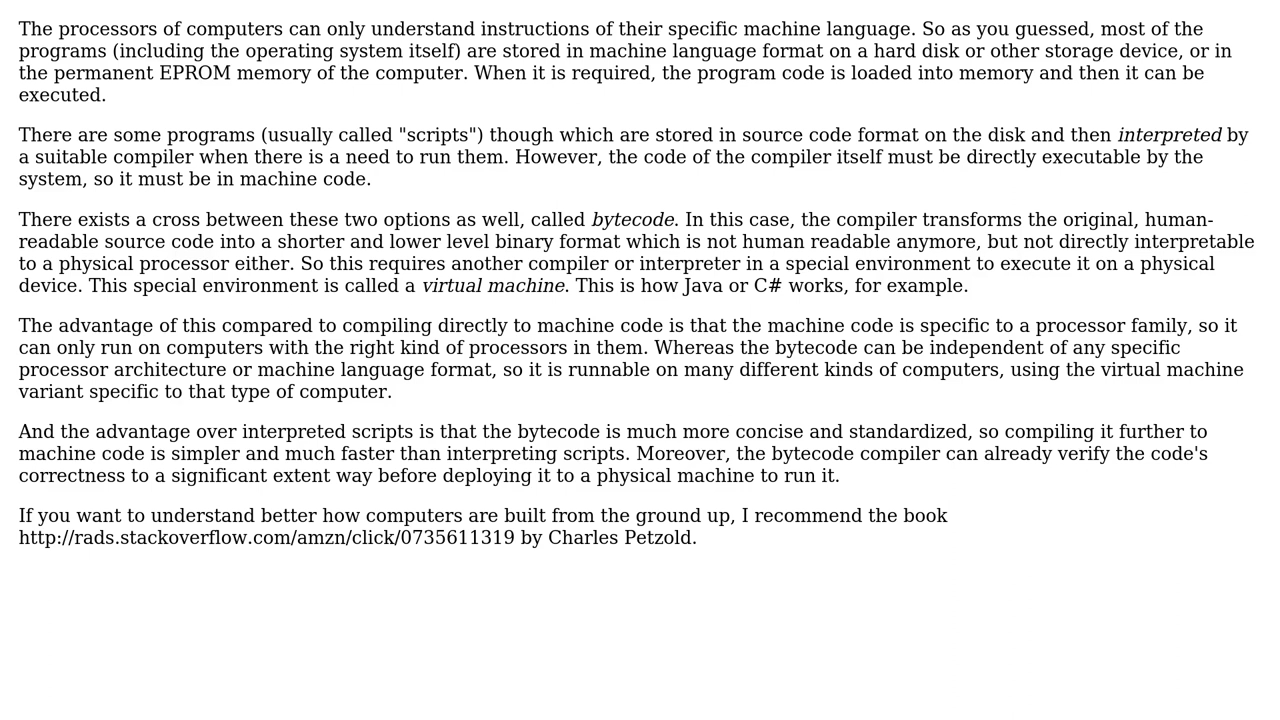 The processors of computers can only understand instructions of their specific machine language. So as you guessed, most of the
programs (including the operating system itself) are stored in machine language format on a hard disk or other storage device, or in
the permanent EPROM memory of the computer. When it is required, the program code is loaded into memory and then it can be
executed.
There are some programs (usually called "scripts") though which are stored in source code format on the disk and then interpreted by
a suitable compiler when there is a need to run them. However, the code of the compiler itself must be directly executable by the
system, so it must be in machine code.
There exists a cross between these two options as well, called bytecode. In this case, the compiler transforms the original, human-
readable source code into a shorter and lower level binary format which is not human readable anymore, but not directly interpretable
to a physical processor either. So this requires another compiler or interpreter in a special environment to execute it on a physical
device. This special environment is called a virtual machine. This is how Java or C# works, for example.
The advantage of this compared to compiling directly to machine code is that the machine code is specific to a processor family, so it
can only run on computers with the right kind of processors in them. Whereas the bytecode can be independent of any specific
processor architecture or machine language format, so it is runnable on many different kinds of computers, using the virtual machine
variant specific to that type of computer.
And the advantage over interpreted scripts is that the bytecode is much more concise and standardized, so compiling it further to
machine code is simpler and much faster than interpreting scripts. Moreover, the bytecode compiler can already verify the code's
correctness to a significant extent way before deploying it to a physical machine to run it.
If you want to understand better how computers are built from the ground up, I recommend the book
http://rads.stackoverflow.com/amzn/click/0735611319 by Charles Petzold.